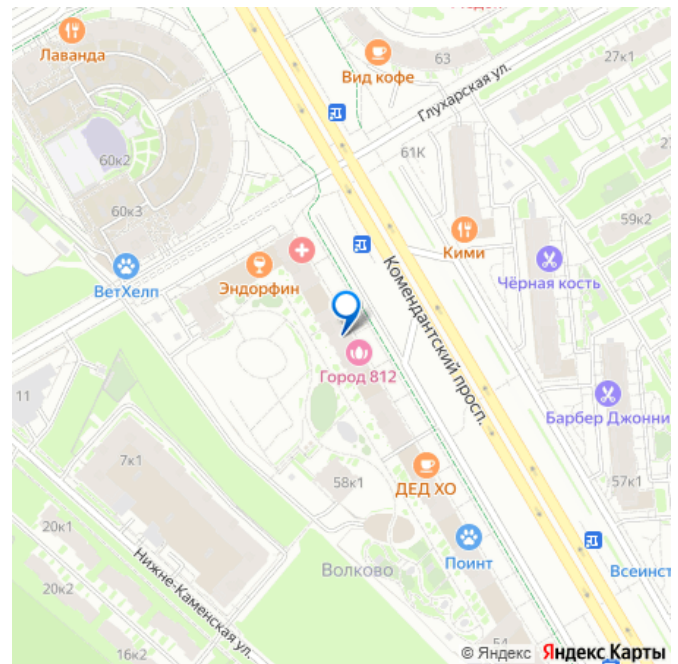 Лаванда
Вид кофе
63
27к1
Глухарская ул.
61К
60к2
59к2
60к3
Кими
Чёрная кость
ВетХелп
Эндорфин
Комендантский просп.
Город 812
11
Барбер Джонни
7к1
58к1
ДЕД ХО
57к1
20к1
Поинт
Нижне-Каменская ул.
Волково
Всеинст
20к2
54
16к2
© Яндекс Яндекс Карты